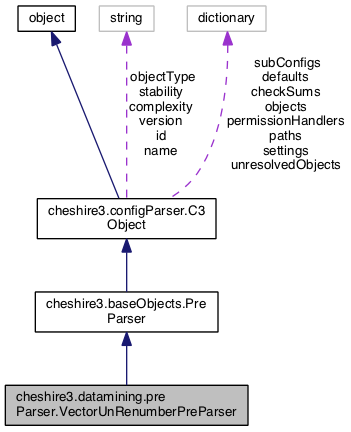 object
string
dictionary
objectType
stability
complexity
version
id
name
subConfigs
defaults
checkSums
objects
permissionHandlers
paths
settings
unresolvedObjects
cheshire3.configParser.C3
Object
cheshire3.baseObjects.Pre
Parser
cheshire3.datamining.pre
Parser.VectorUnRenumberPreParser